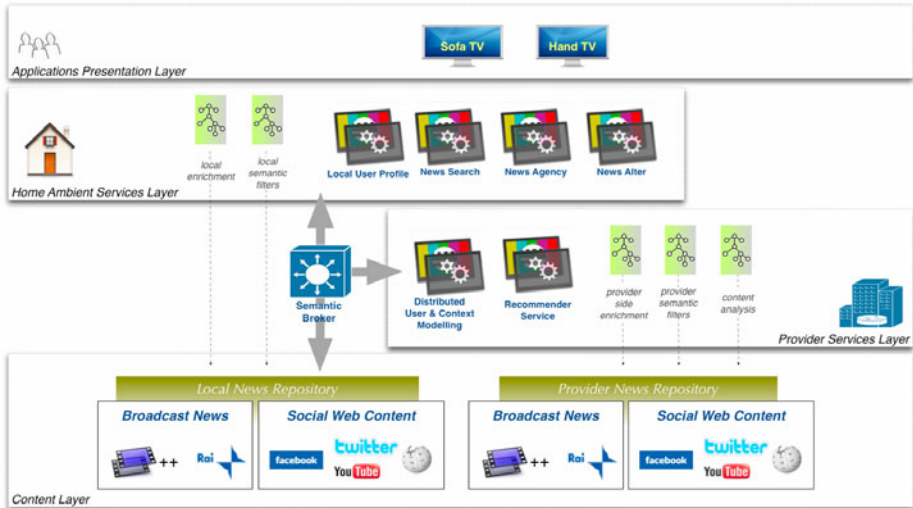 Sofa TV
Hand TV
Applications Presentation Layer
local
enrichment
local
semantic
filters
Local User Profile
News Search
News Agency
News Alter
Home Ambient Services Layer
Semantic
Broker
Distributed
User & Context
Modelling
Recommender
Service
provider
side
enrichment
provider
semantic
filters
content
analysis
Provider Services Layer
Local News Repository
Provider News Repository
Broadcast News
++
Rai
Social Web Content
facebook
twitter
YouTube
Broadcast News
++
Rai
Social Web Content
facebook
twitter
YouTube
Content Layer